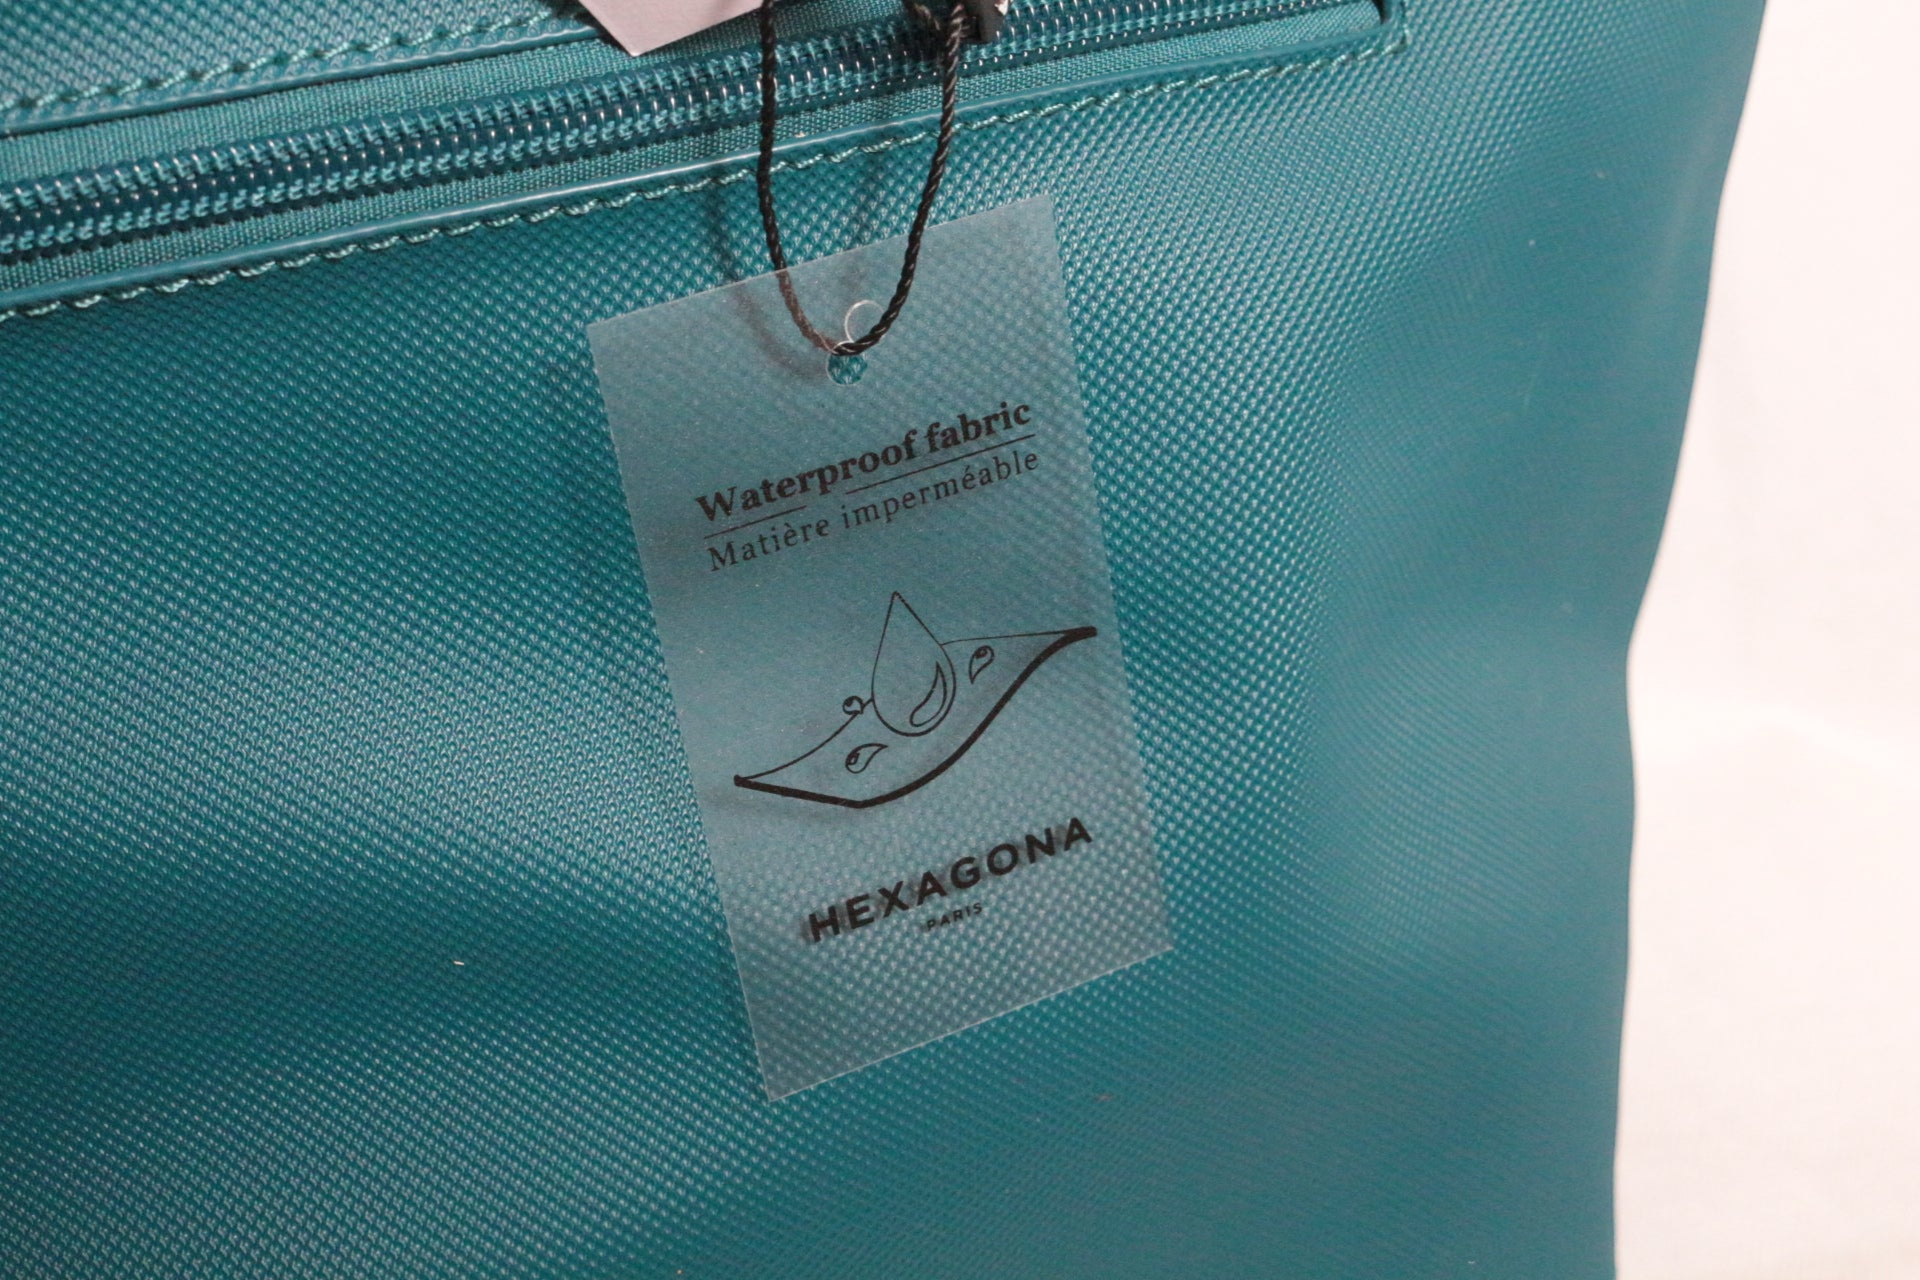 Waterproof fabric
Matière imperméable
HEXAGONA
PARIS